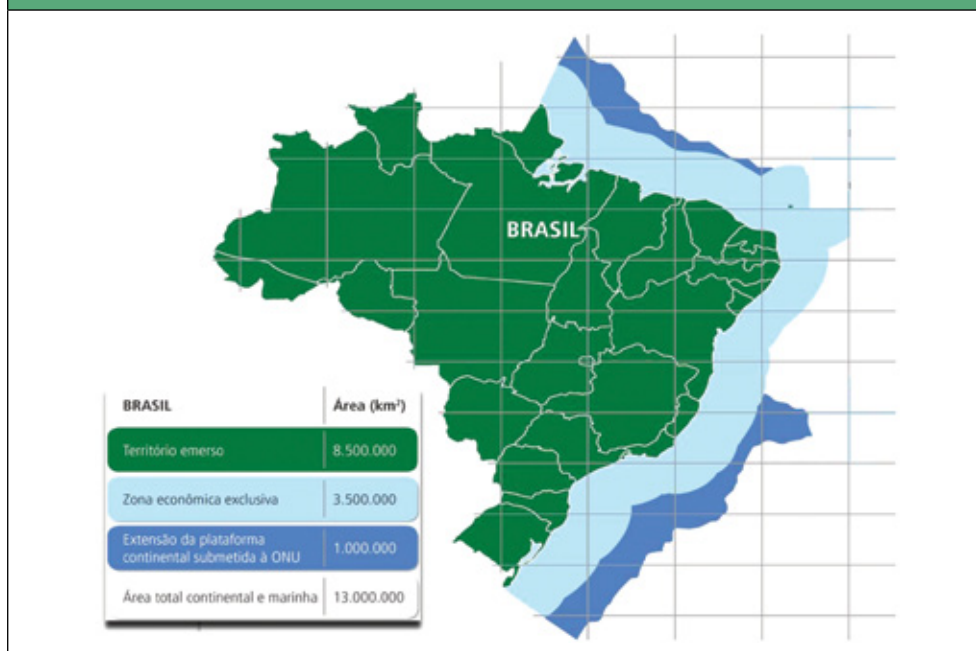 BRASIL
BRASIL Área (km²)
Território emerso 8.500.000
Zona econômica exclusiva 3.500.000
Extensão da plataforma
continental submetida à ONU 1.000.000
Área total continental e marinha 13.000.000